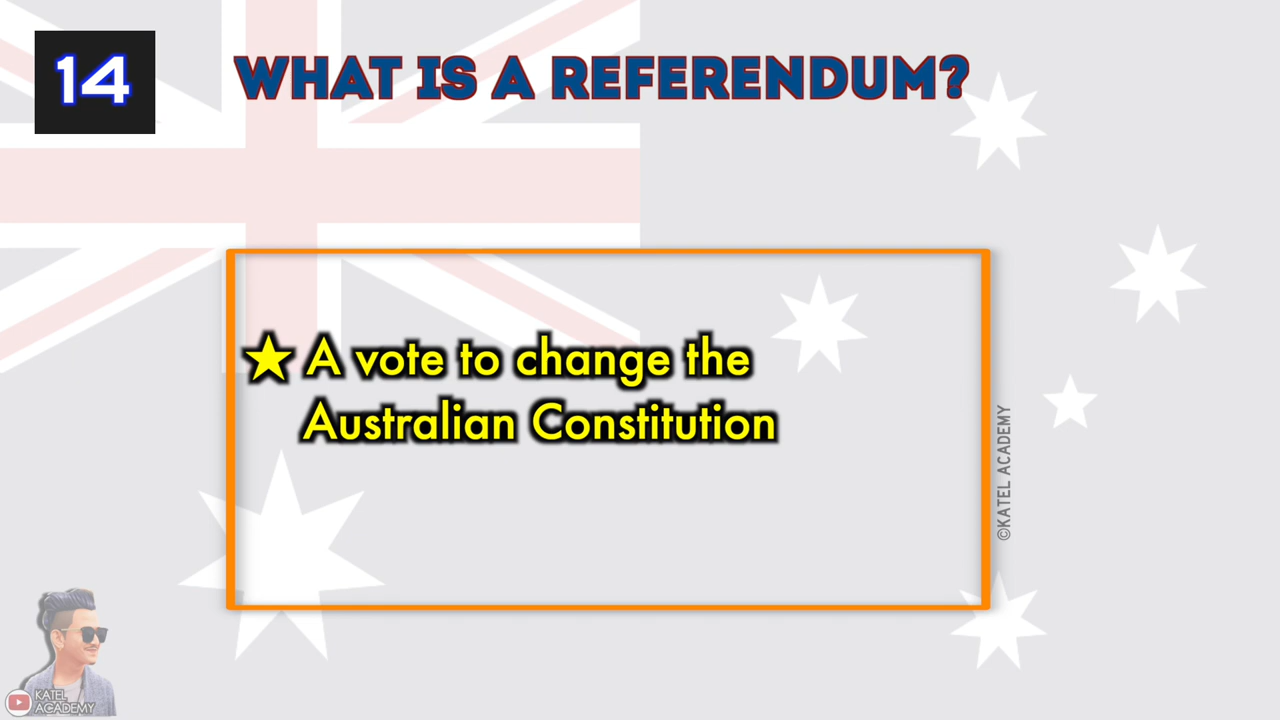 14
WHAT IS A REFERENDUM?
★ A vote to change the
Australian Constitution
©KATEL ACADEMY
KATEL
ACADEMY